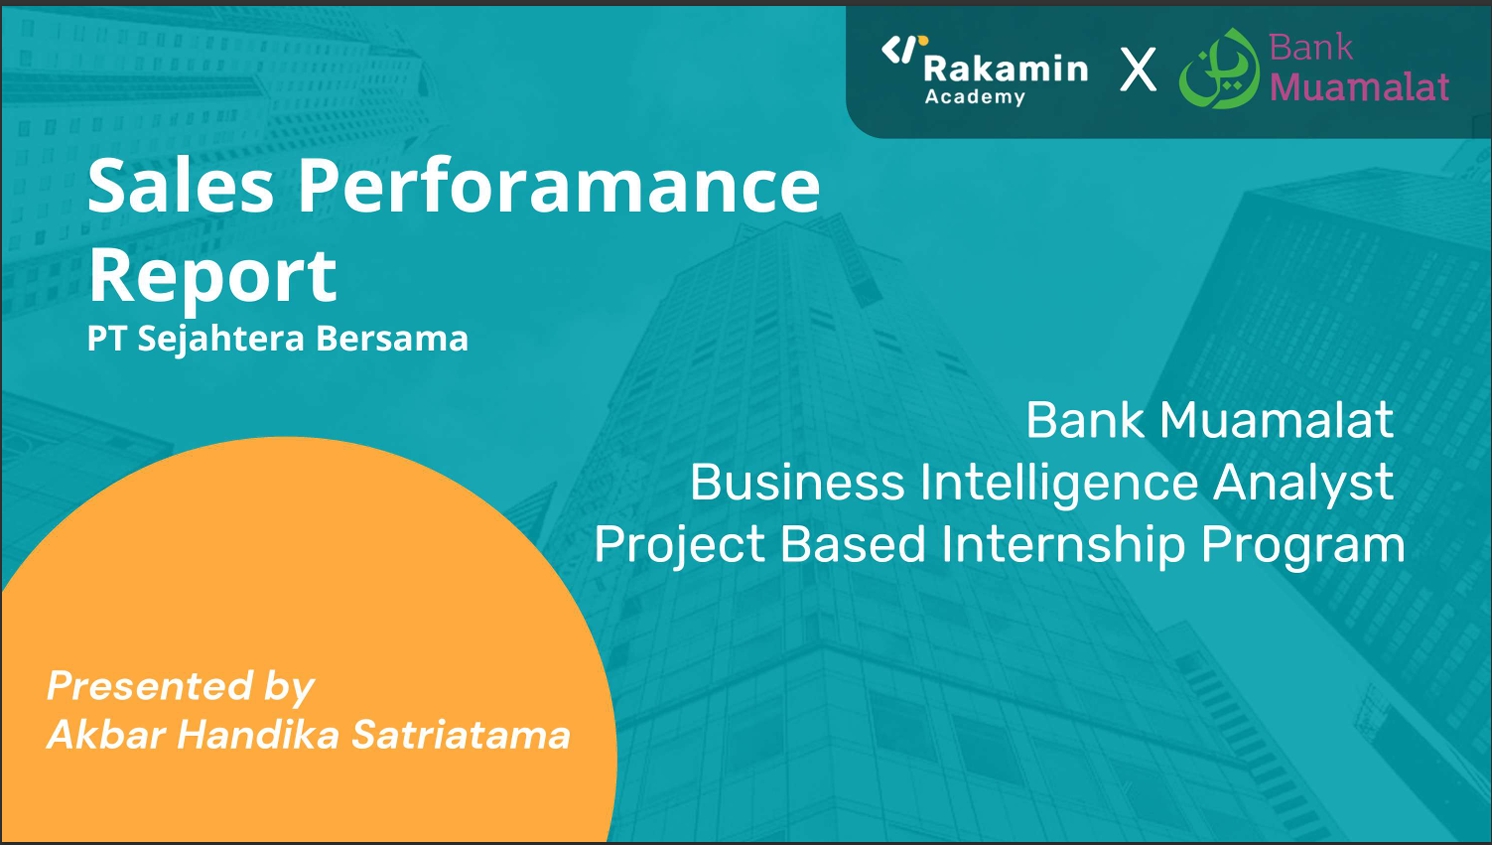 Rakamin
Academy
X
Bank
Muamalat
Sales Perforamance
Report
PT Sejahtera Bersama
Bank Muamalat
Business Intelligence Analyst
Project Based Internship Program
Presented by
Akbar Handika Satriatama